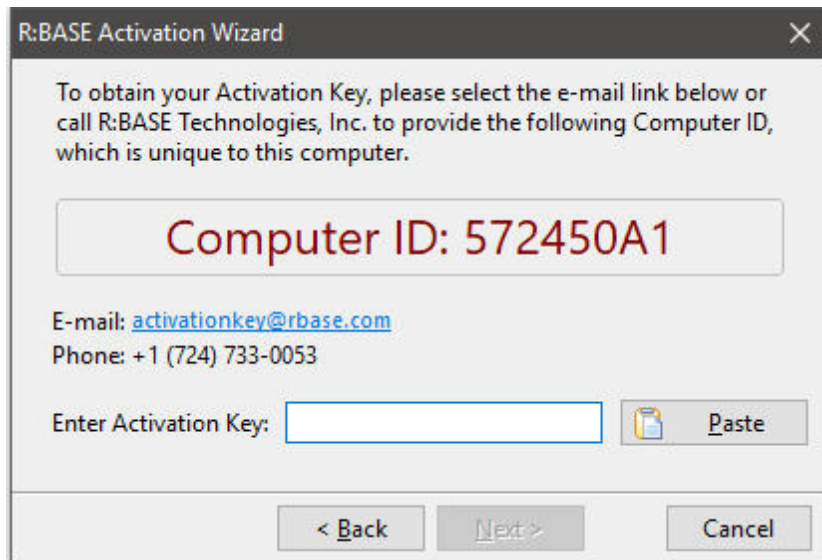 R:BASE Activation Wizard
To obtain your Activation Key, please select the e-mail link below or
call R:BASE Technologies, Inc. to provide the following Computer ID,
which is unique to this computer.
Computer ID: 572450A1
E-mail: activationkey@rbase.com
Phone: +1 (724) 733-0053
Enter Activation Key: Paste
< Back Next > Cancel